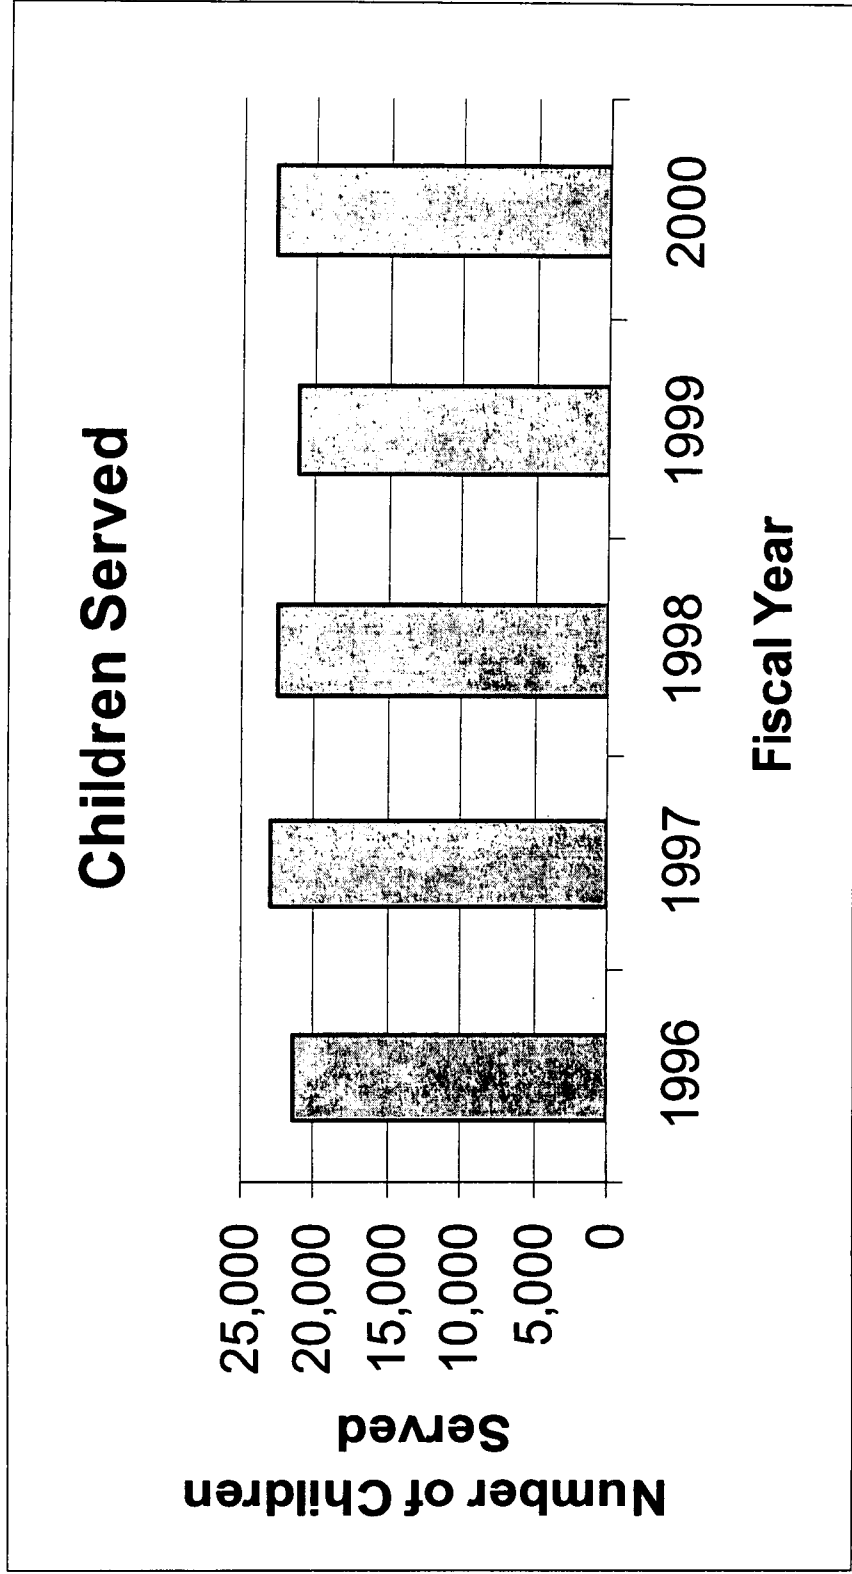 Children Served
Number of Children
Served
25,000
20,000
15,000
10,000
5,000
0
1996
1997
1998
1999
2000
Fiscal Year